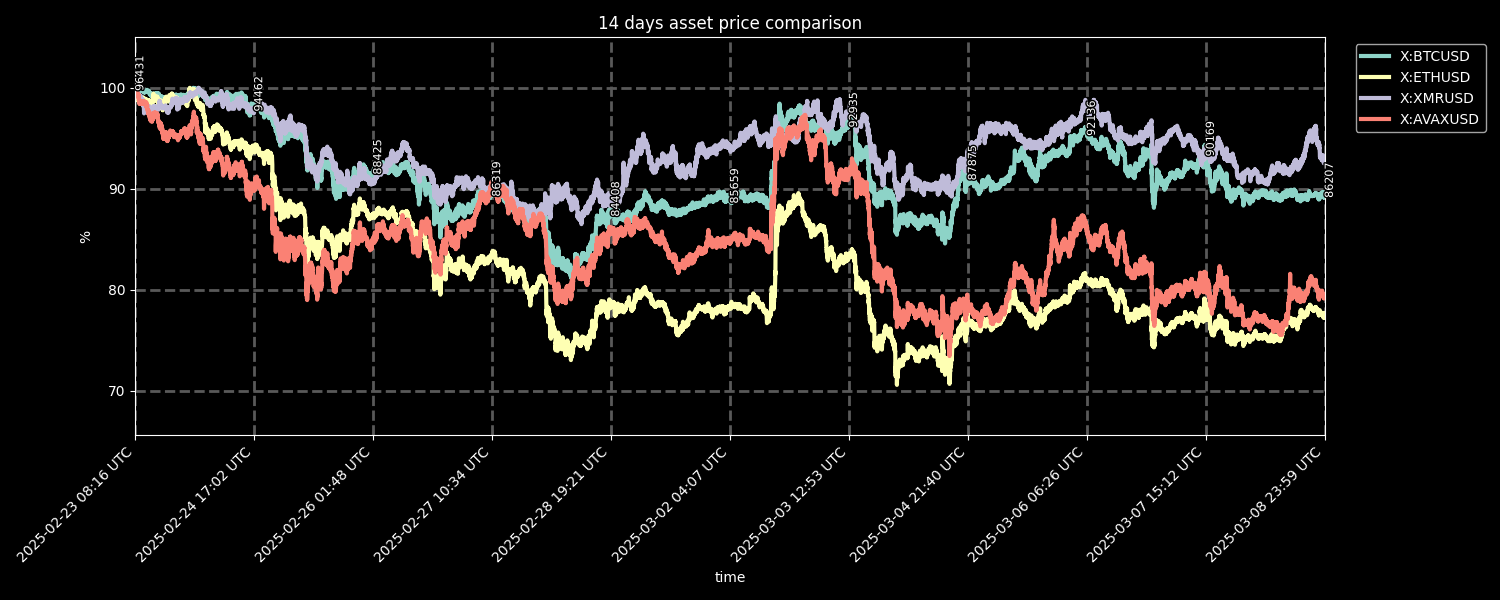 14 days asset price comparison
X:BTCUSD
X:ETHUSD
X:XMRUSD
X:AVAXUSD
100
90
80
70
%
96431
94462
88425
86319
84408
85659
92935
87875
92136
90169
86207
2025-02-23 08:16 UTC
2025-02-24 17:02 UTC
2025-02-26 01:48 UTC
2025-02-27 10:34 UTC
2025-02-28 19:21 UTC
2025-03-02 04:07 UTC
2025-03-03 12:53 UTC
2025-03-04 21:40 UTC
2025-03-06 06:26 UTC
2025-03-07 15:12 UTC
2025-03-08 23:59 UTC
time